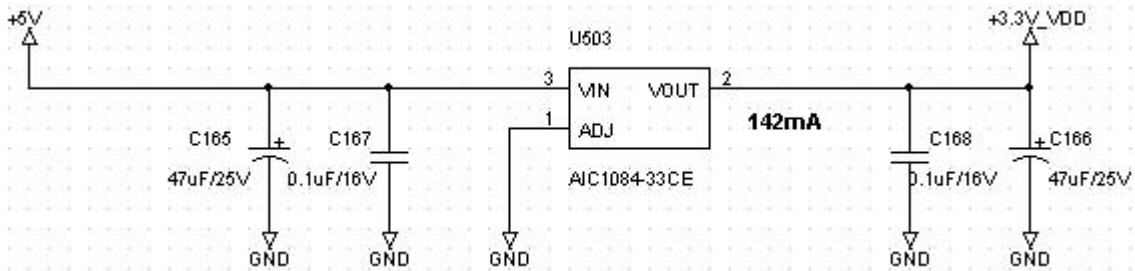 +5V
+3.3V_VDD
U503
3
VIN
VOUT
2
1
ADJ
142mA
C165
+
47uF/25V
C167
0.1uF/16V
AIC1084-33CE
C168
0.1uF/16V
+
C166
47uF/25V
GND
GND
GND
GND
GND